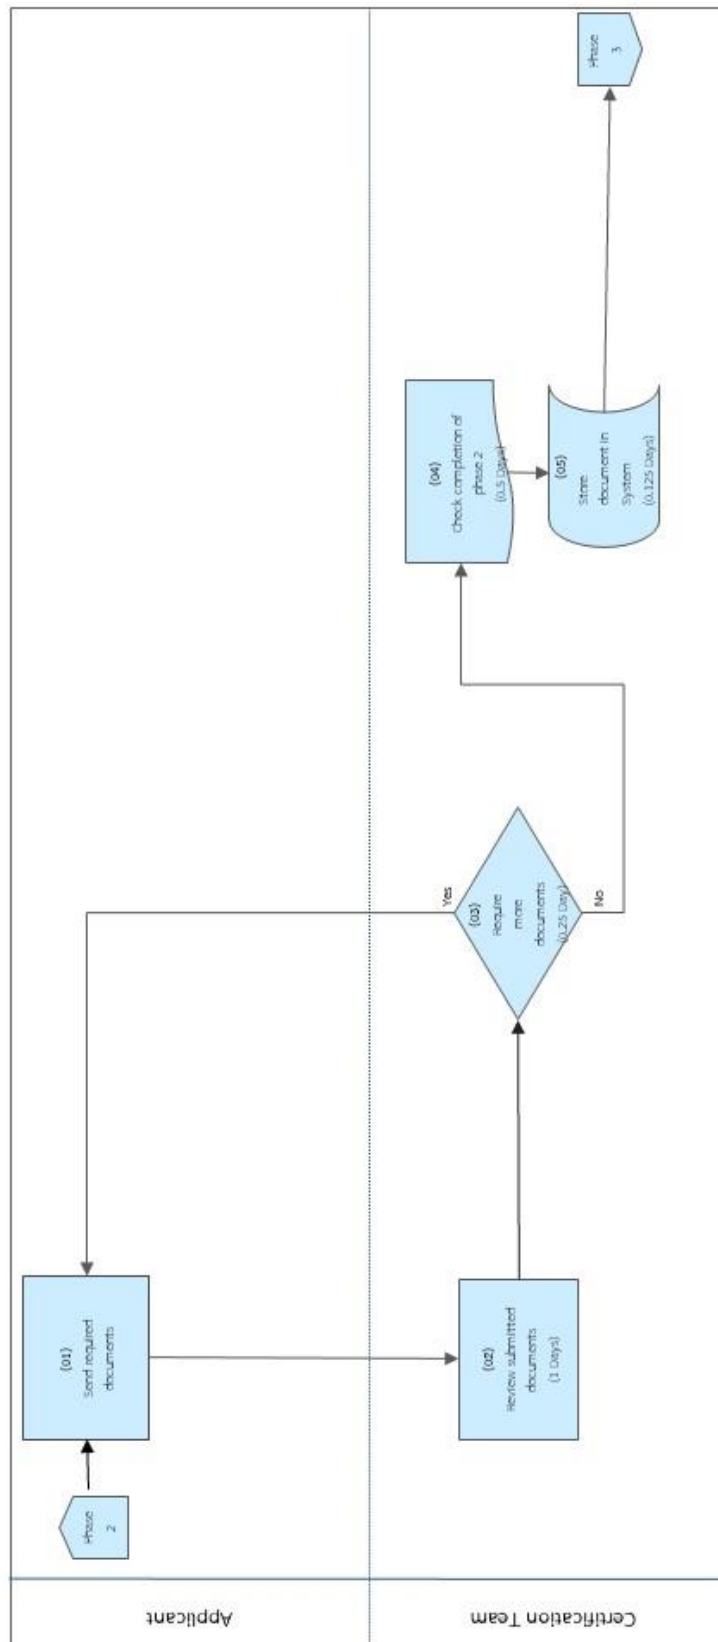 Applicant
Phase
2
(01)
Send required
documents
Certification Team
(02)
Review submitted
documents
(1 Days)
(03)
Require
more
documents
(0.25 Day)
Yes
No
(04)
Check completion of
phase 2
(0.5 Days)
(05)
Store
document in
System
(0.125 Days)
Phase
3